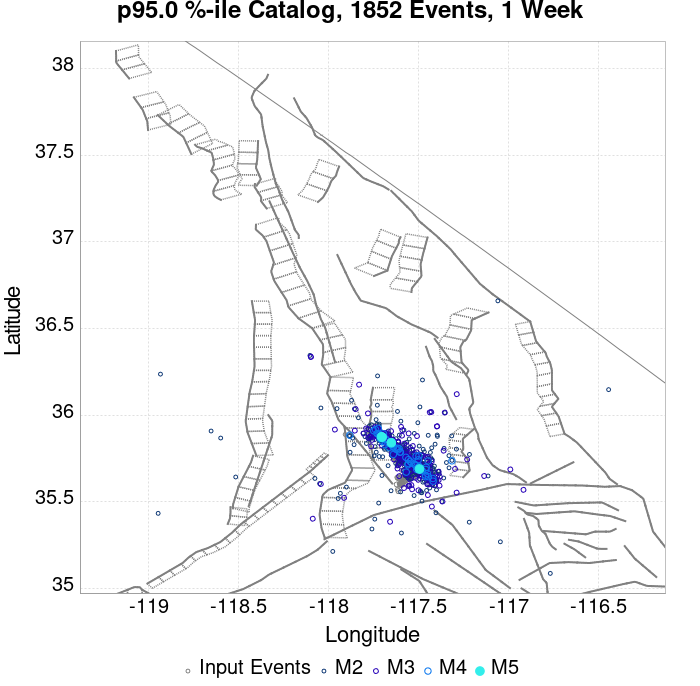 p95.0 %-ile Catalog, 1852 Events, 1 Week
38
37.5
37
36.5
36
35.5
35
Latitude
-119 -118.5 -118 -117.5 -117 -116.5
Longitude
Input Events M2 M3 M4 M5